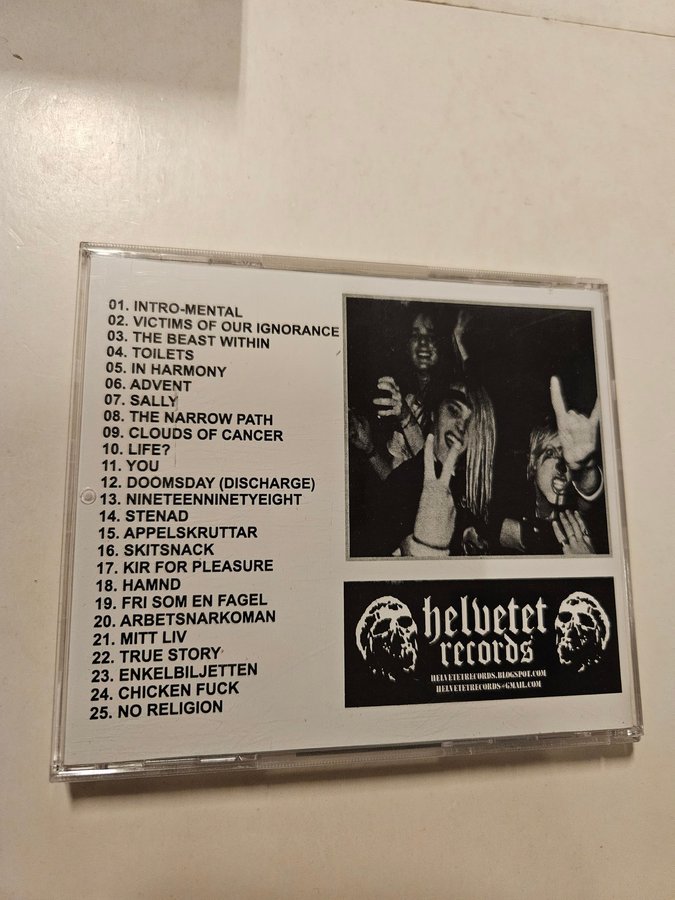 01. INTRO-MENTAL
02. VICTIMS OF OUR IGNORANCE
03. THE BEAST WITHIN
04. TOILETS
05. IN HARMONY
06. ADVENT
07. SALLY
08. THE NARROW PATH
09. CLOUDS OF CANCER
10. LIFE?
11. YOU
12. DOOMSDAY (DISCHARGE)
13. NINETEENNINETYEIGHT
14. STENAD
15. APPELSKRUTTAR
16. SKITSNACK
17. KIR FOR PLEASURE
18. HAMND
19. FRI SOM EN FAGEL
20. ARBETSNARKOMAN
21. MITT LIV
22. TRUE STORY
23. ENKELBILJETTEN
24. CHICKEN FUCK
25. NO RELIGION
helvetet
records
HELVETETRECORDS.BLOGSPOT.COM
HELVETETRECORDS@GMAIL.COM